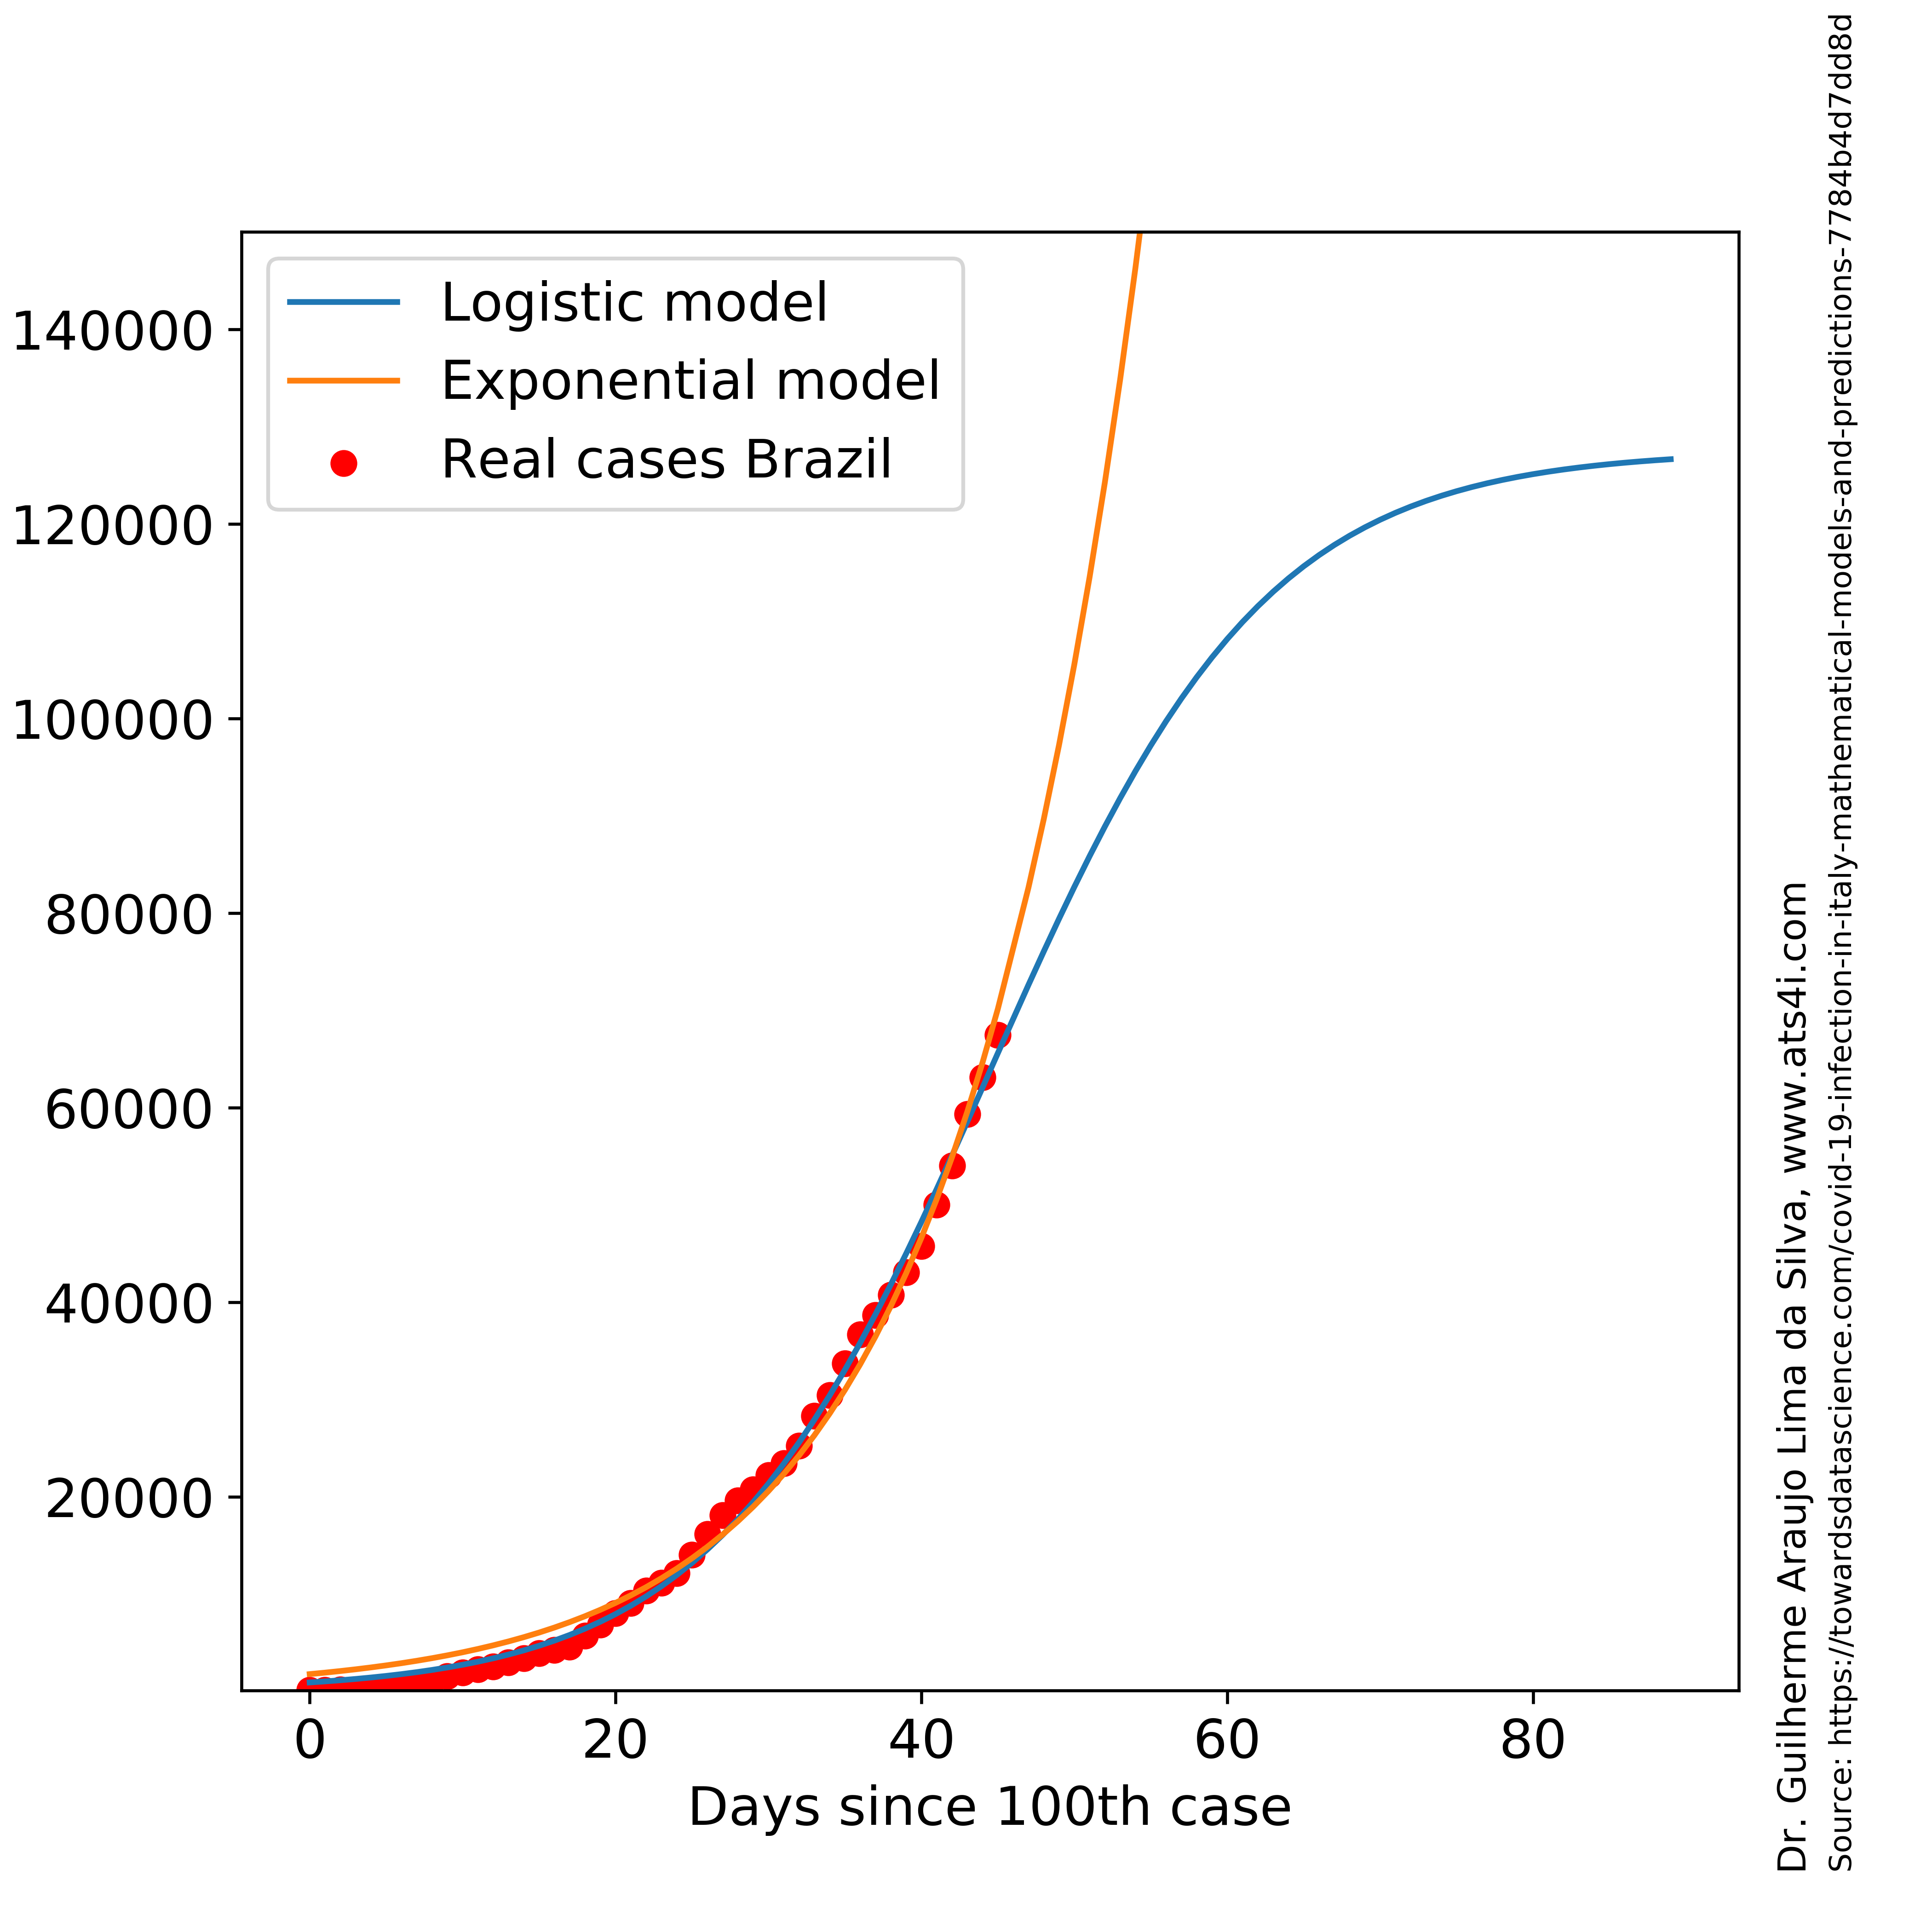 Logistic model
Exponential model
Real cases Brazil
140000
120000
100000
80000
60000
40000
20000
0 20 40 60 80
Days since 100th case
Dr. Guilherme Araujo Lima da Silva, www.ats4i.com
Source: https://towardsdatascience.com/covid-19-infection-in-italy-mathematical-models-and-predictions-7784b4d7dd8d